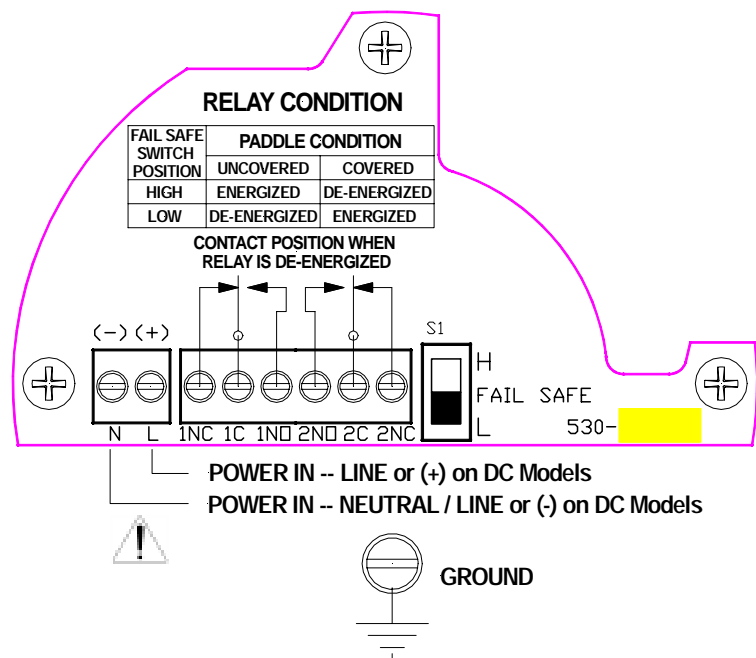 RELAY CONDITION
FAIL SAFE SWITCH POSITION
PADDLE CONDITION
UNCOVERED COVERED
HIGH ENERGIZED DE-ENERGIZED
LOW DE-ENERGIZED ENERGIZED
CONTACT POSITION WHEN
RELAY IS DE-ENERGIZED
(-) (+)
S1
H
FAIL SAFE
L
530-
N L 1NC 1C 1NO 2NO 2C 2NC
POWER IN -- LINE or (+) on DC Models
POWER IN -- NEUTRAL / LINE or (-) on DC Models
!
GROUND